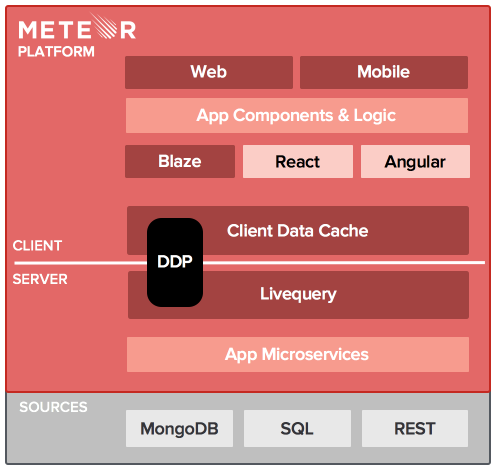 METEOR
PLATFORM
Web
Mobile
App Components & Logic
Blaze
React
Angular
Client Data Cache
CLIENT
DDP
SERVER
Livequery
App Microservices
SOURCES
MongoDB
SQL
REST